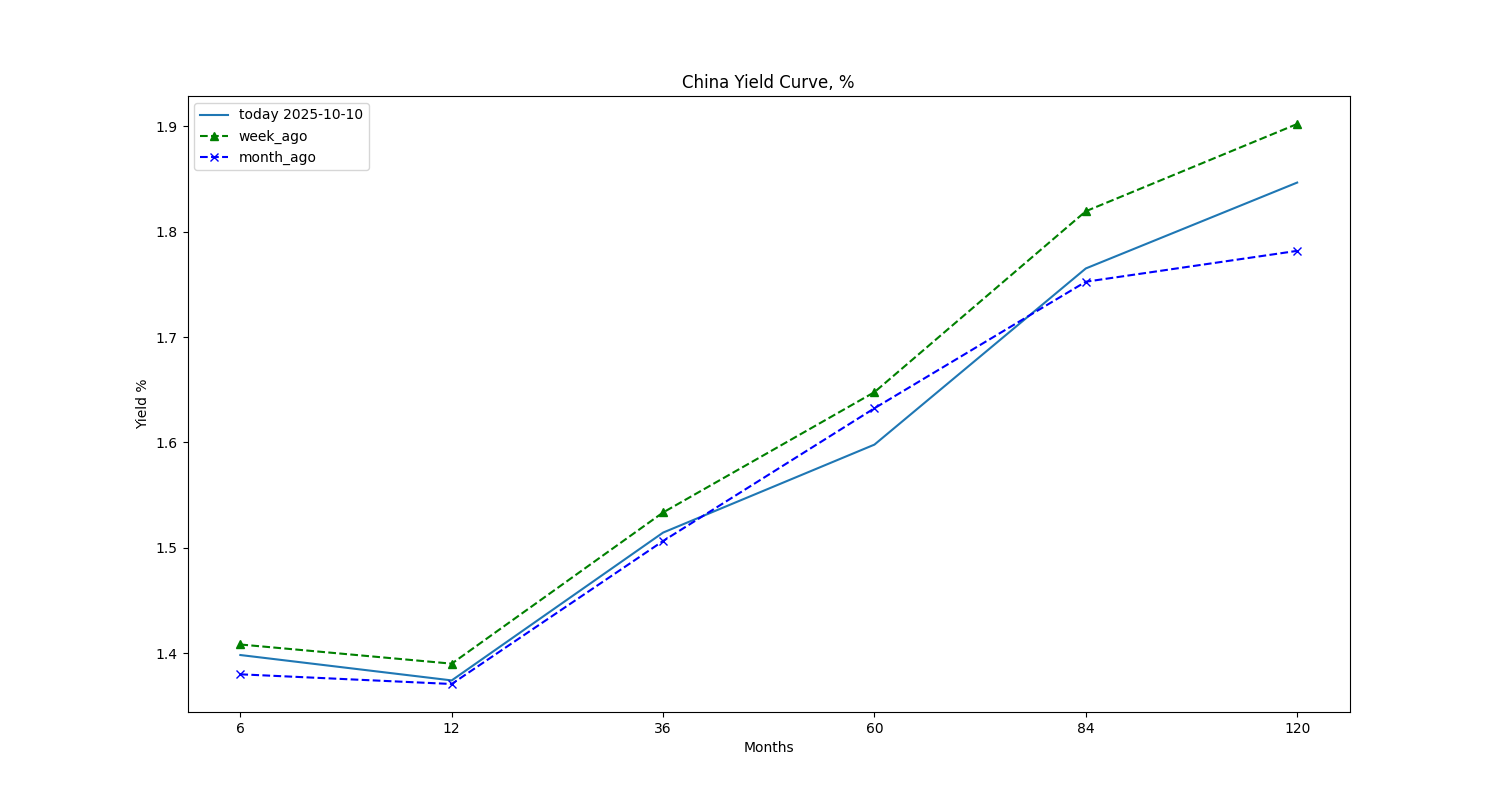 China Yield Curve, %
today 2025-10-10
week_ago
month_ago
1.9
1.8
1.7
1.6
1.5
1.4
Yield %
6 12 36 60 84 120
Months